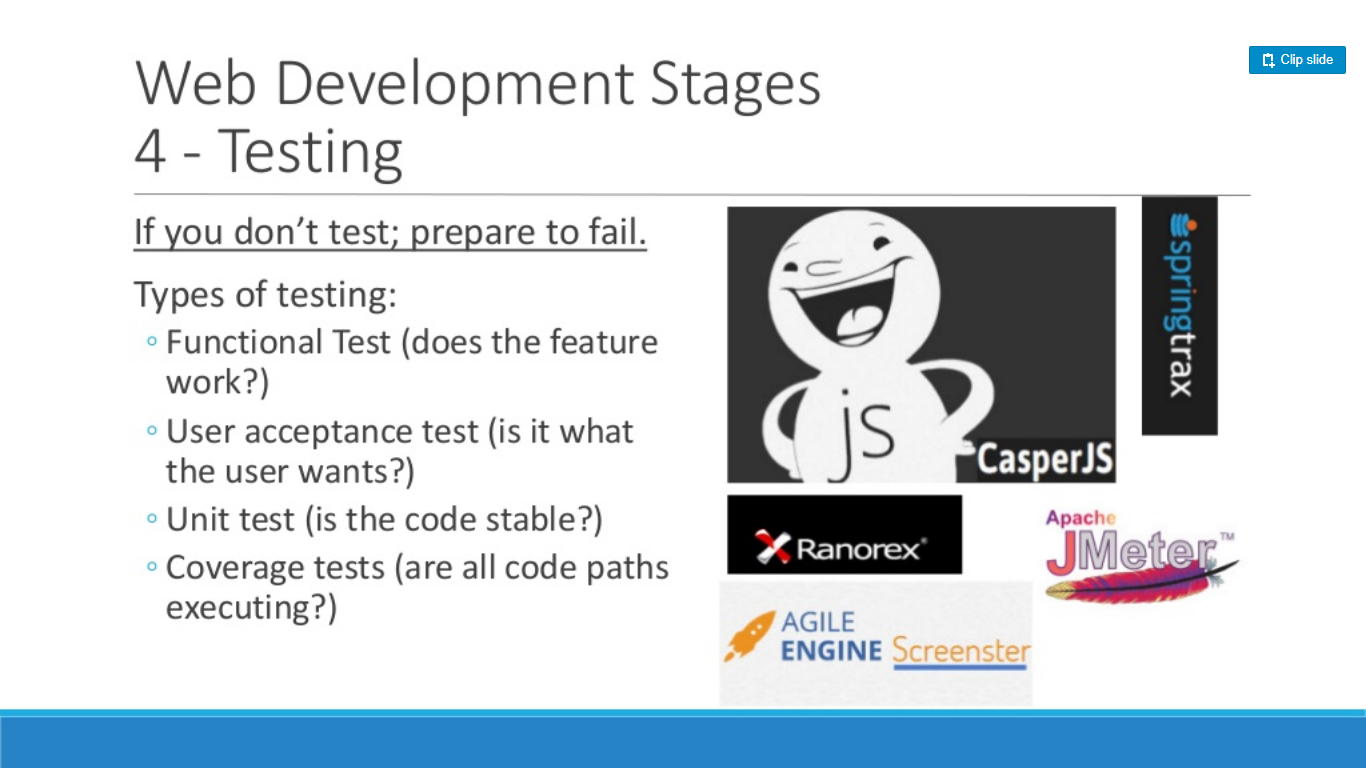 Clip slide
Web Development Stages
4 - Testing
If you don’t test; prepare to fail.
Types of testing:
◦ Functional Test (does the feature
work?)
◦ User acceptance test (is it what
the user wants?)
◦ Unit test (is the code stable?)
◦ Coverage tests (are all code paths
executing?)
js
CasperJS
springtrax
Ranorex®
Apache
JMeter™
AGILE
ENGINE Screenster